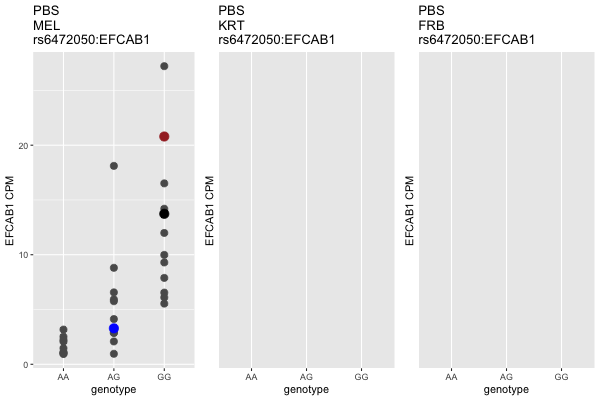 PBS
MEL
rs6472050:EFCAB1
EFCAB1 CPM
20
10
0
AA AG GG
genotype
PBS
KRT
rs6472050:EFCAB1
EFCAB1 CPM
AA AG GG
genotype
PBS
FRB
rs6472050:EFCAB1
EFCAB1 CPM
AA AG GG
genotype